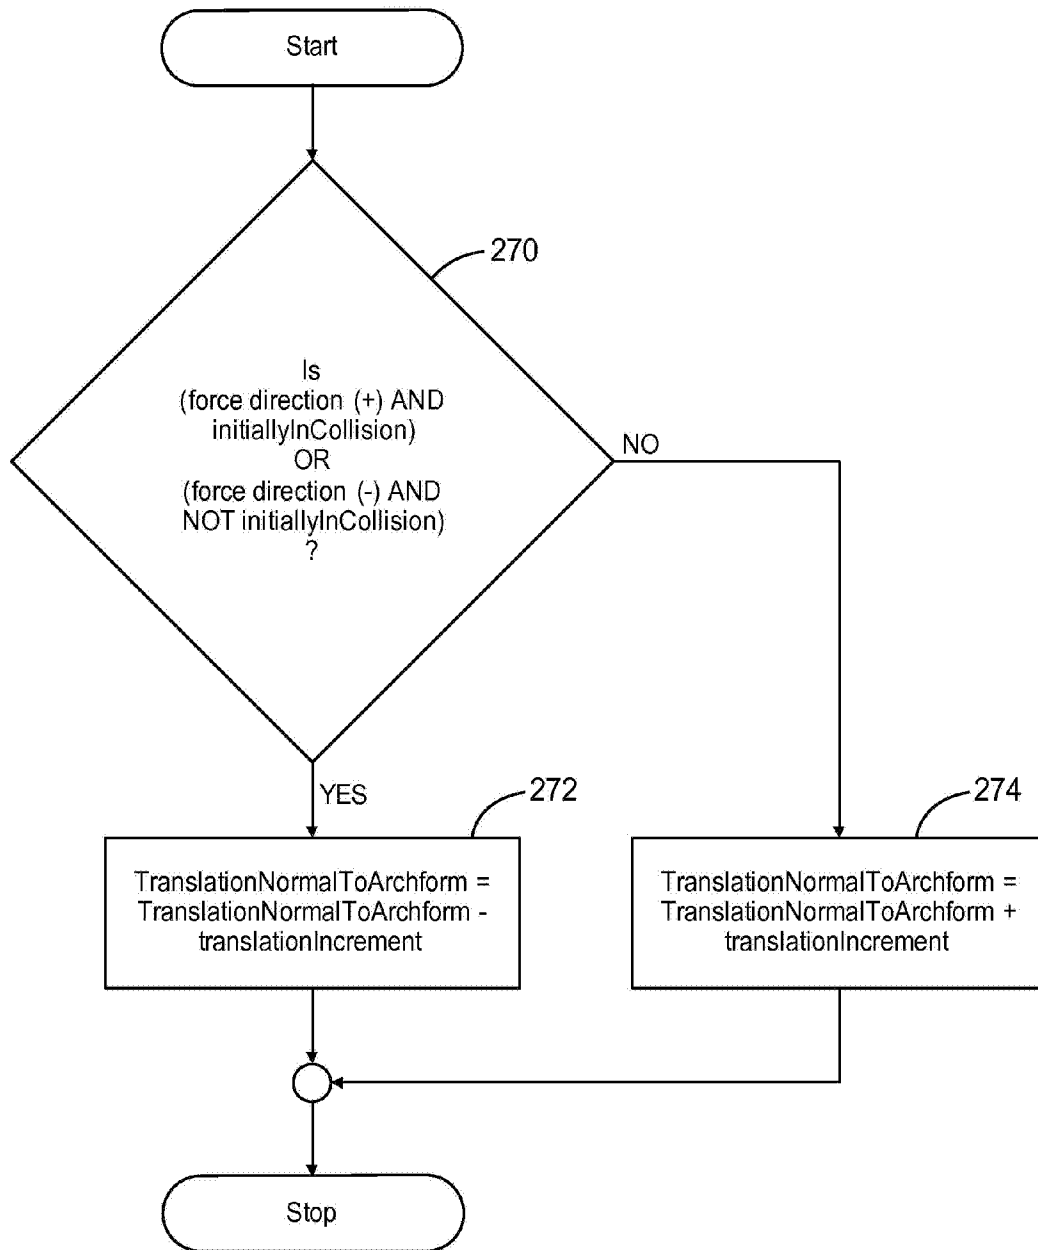 Start
270
Is
(force direction (+) AND
initiallyInCollision)
OR
(force direction (-) AND
NOT initiallyInCollision)
?
NO
YES
272
274
TranslationNormalToArchform =
TranslationNormalToArchform -
translationIncrement
TranslationNormalToArchform =
TranslationNormalToArchform +
translationIncrement
Stop